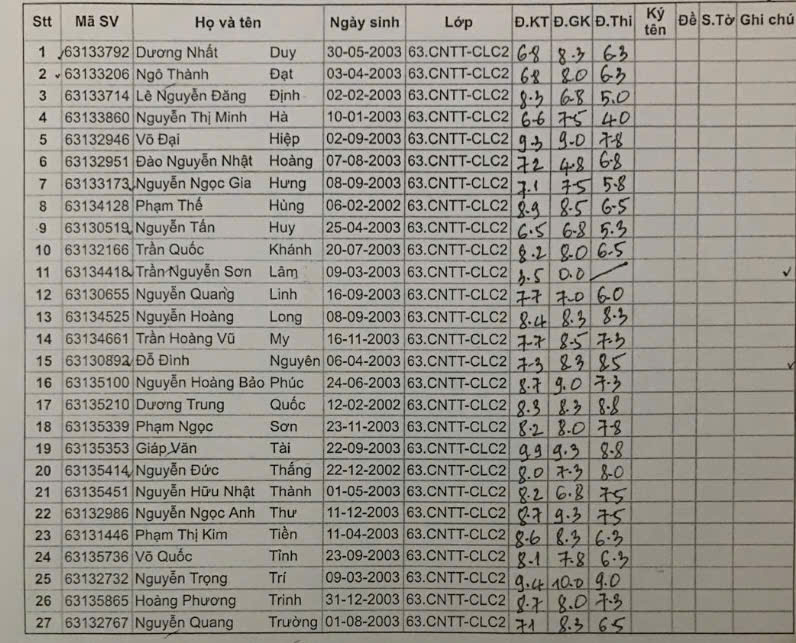 Stt Mã SV Họ và tên Ngày sinh Lớp Đ.KT Đ.GK Đ.Thi Ký tên Đề S.Tờ Ghi chú
1 63133792 Dương Nhất Duy 30-05-2003 63.CNTT-CLC2 6.8 8.3 6.3
2 63133206 Ngô Thành Đạt 03-04-2003 63.CNTT-CLC2 6.8 8.0 6.3
3 63133714 Lê Nguyễn Đăng Định 02-02-2003 63.CNTT-CLC2 8.3 6.8 5.0
4 63133860 Nguyễn Thị Minh Hà 10-01-2003 63.CNTT-CLC2 6.6 7.5 4.0
5 63132946 Võ Đại Hiệp 02-09-2003 63.CNTT-CLC2 9.3 9.0 7.8
6 63132951 Đào Nguyễn Nhật Hoàng 07-08-2003 63.CNTT-CLC2 7.2 4.8 6.8
7 63133173 Nguyễn Ngọc Gia Hưng 08-09-2003 63.CNTT-CLC2 7.1 7.5 5.8
8 63134128 Phạm Thế Hùng 06-02-2002 63.CNTT-CLC2 8.9 8.5 6.5
9 63130519 Nguyễn Tấn Huy 25-04-2003 63.CNTT-CLC2 6.5 6.8 5.3
10 63132166 Trần Quốc Khánh 20-07-2003 63.CNTT-CLC2 8.2 8.0 6.5
11 63134418 Trần Nguyễn Sơn Lâm 09-03-2003 63.CNTT-CLC2 3.5 0.0 ✓
12 63130655 Nguyễn Quang Linh 16-09-2003 63.CNTT-CLC2 7.7 7.0 6.0
13 63134525 Nguyễn Hoàng Long 08-09-2003 63.CNTT-CLC2 8.4 8.3 8.3
14 63134661 Trần Hoàng Vũ My 16-11-2003 63.CNTT-CLC2 7.7 8.5 7.3
15 63130892 Đỗ Đình Nguyên 06-04-2003 63.CNTT-CLC2 7.3 8.3 8.5 ✓
16 63135100 Nguyễn Hoàng Bảo Phúc 24-06-2003 63.CNTT-CLC2 8.7 9.0 7.3
17 63135210 Dương Trung Quốc 12-02-2002 63.CNTT-CLC2 8.3 8.3 8.8
18 63135339 Phạm Ngọc Sơn 23-11-2003 63.CNTT-CLC2 8.2 8.0 7.8
19 63135353 Giáp Văn Tài 22-09-2003 63.CNTT-CLC2 9.9 9.3 8.8
20 63135414 Nguyễn Đức Thắng 22-12-2002 63.CNTT-CLC2 8.0 7.3 8.0
21 63135451 Nguyễn Hữu Nhật Thành 01-05-2003 63.CNTT-CLC2 8.2 6.8 7.5
22 63132986 Nguyễn Ngọc Anh Thư 11-12-2003 63.CNTT-CLC2 8.7 9.3 7.5
23 63131446 Phạm Thị Kim Tiền 11-04-2003 63.CNTT-CLC2 8.6 8.3 6.3
24 63135736 Võ Quốc Tĩnh 23-09-2003 63.CNTT-CLC2 8.1 7.8 6.3
25 63132732 Nguyễn Trọng Trí 09-03-2003 63.CNTT-CLC2 9.4 10.0 9.0
26 63135865 Hoàng Phương Trinh 31-12-2003 63.CNTT-CLC2 8.7 8.0 7.3
27 63132767 Nguyễn Quang Trường 01-08-2003 63.CNTT-CLC2 7.1 8.3 6.5